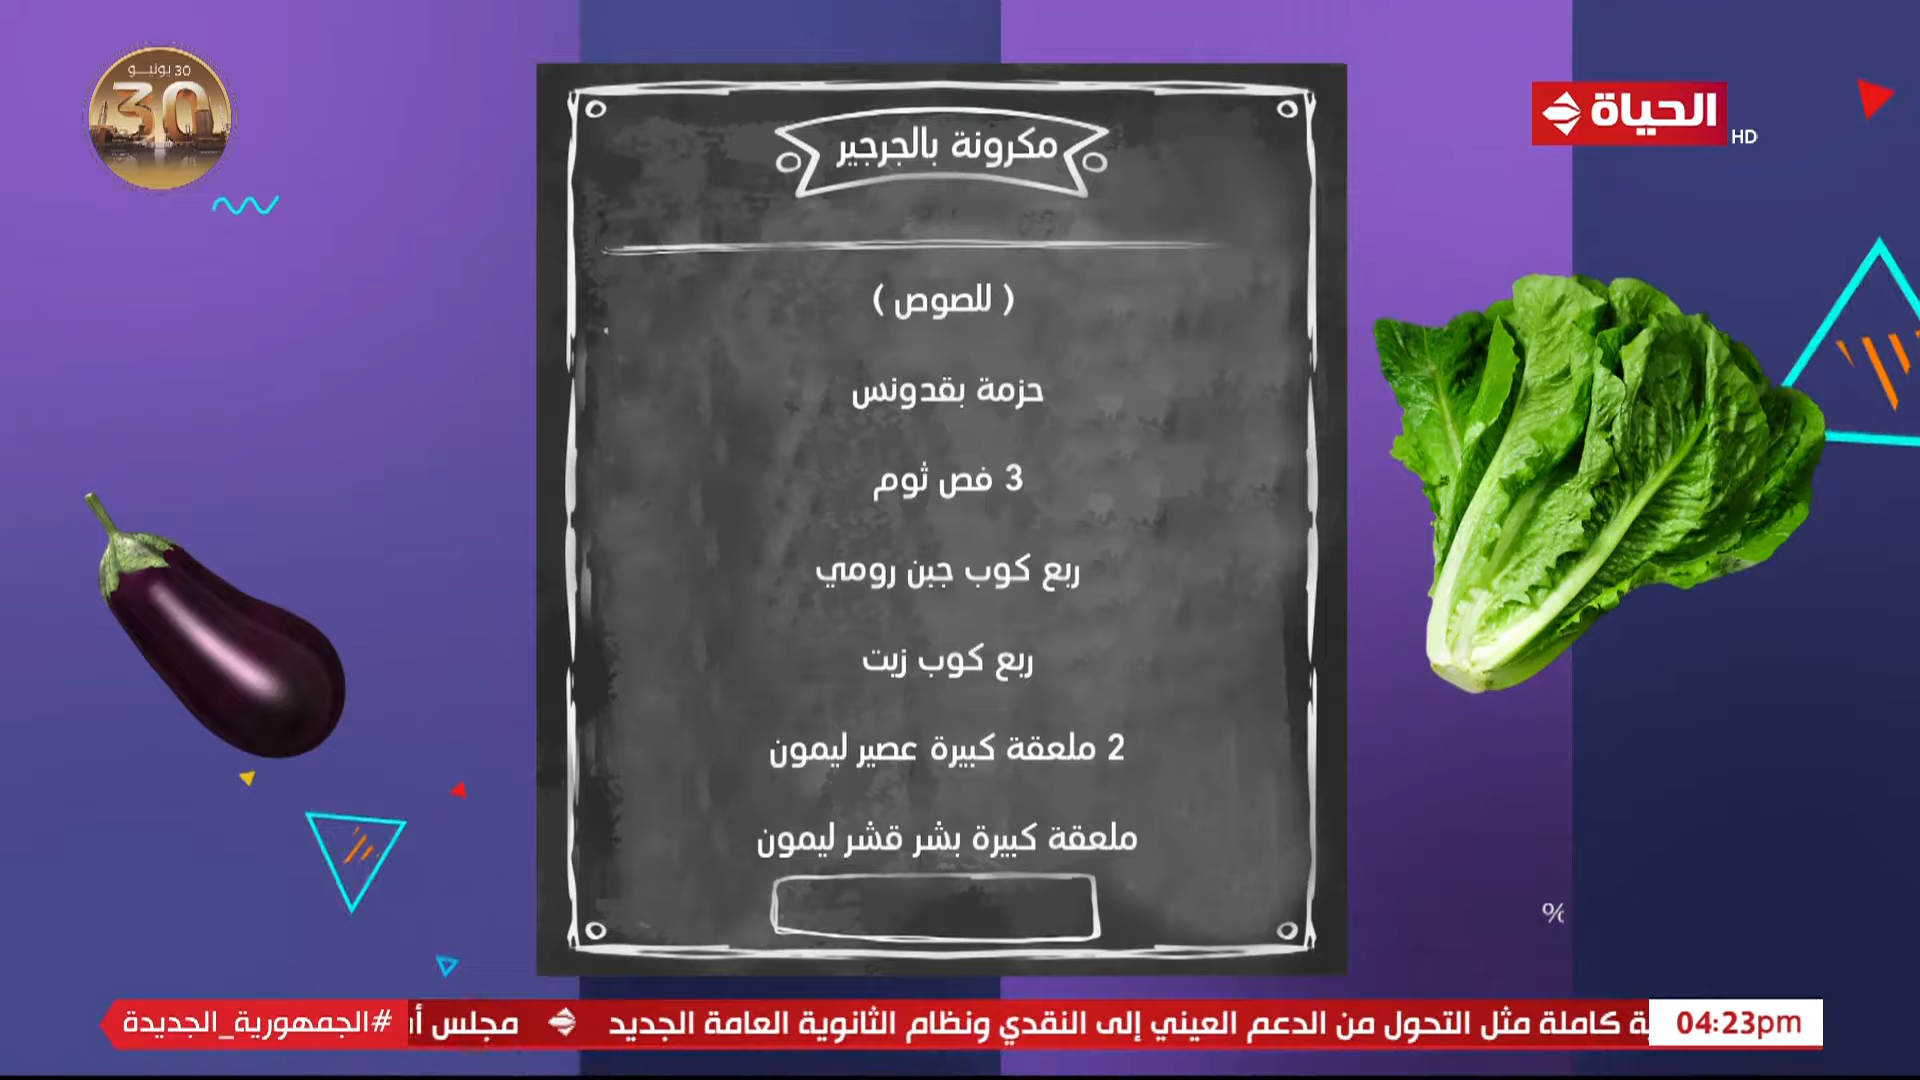 30 يونيـــو
30
الحياة
HD
مكرونة بالجرجير
( للصوص )
حزمة بقدونس
3 فص ثوم
ربع كوب جبن رومي
ربع كوب زيت
2 ملعقة كبيرة عصير ليمون
ملعقة كبيرة بشر قشر ليمون
%
04:23pm
كاملة مثل التحول من الدعم العيني إلى النقدي ونظام الثانوية العامة الجديد
مجلس
#الجمهورية_الجديدة